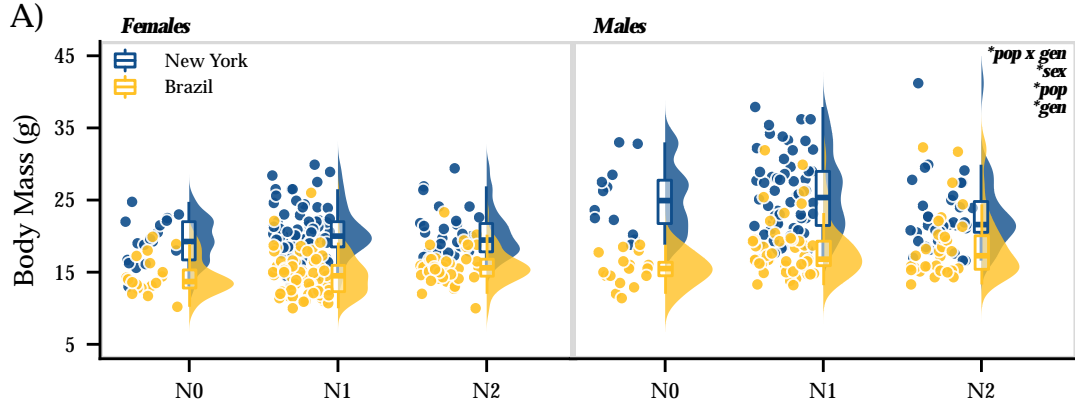 A)
Females
Males
New York
Brazil
*pop x gen
*sex
*pop
*gen
Body Mass (g)
45
35
25
15
5
N0
N1
N2
N0
N1
N2